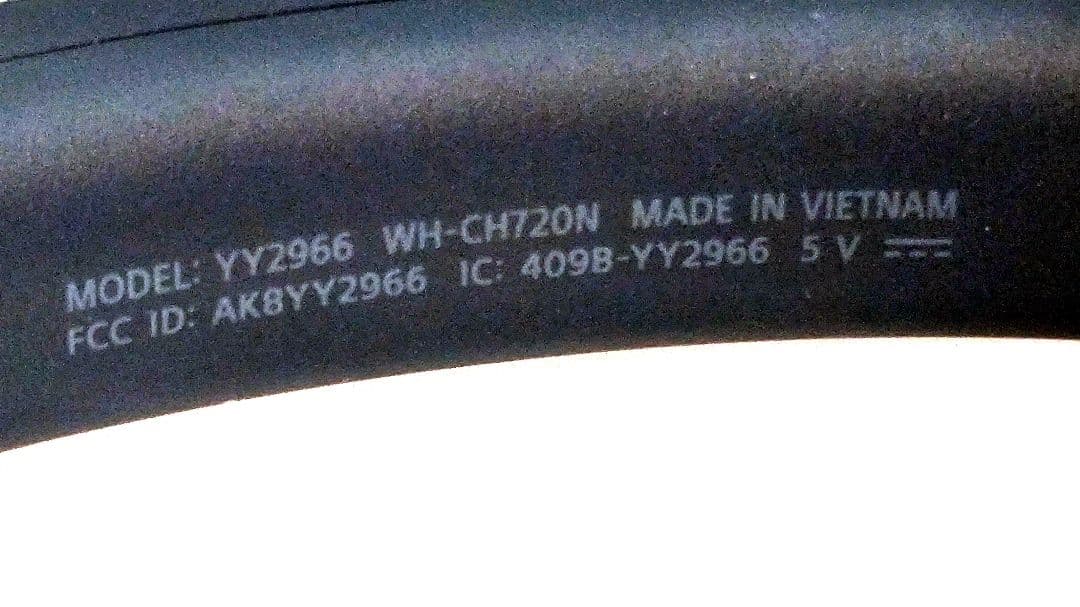 MODEL: YY2966 WH-CH720N MADE IN VIETNAM
FCC ID: AK8YY2966 IC: 409B-YY2966 5 V ⎓